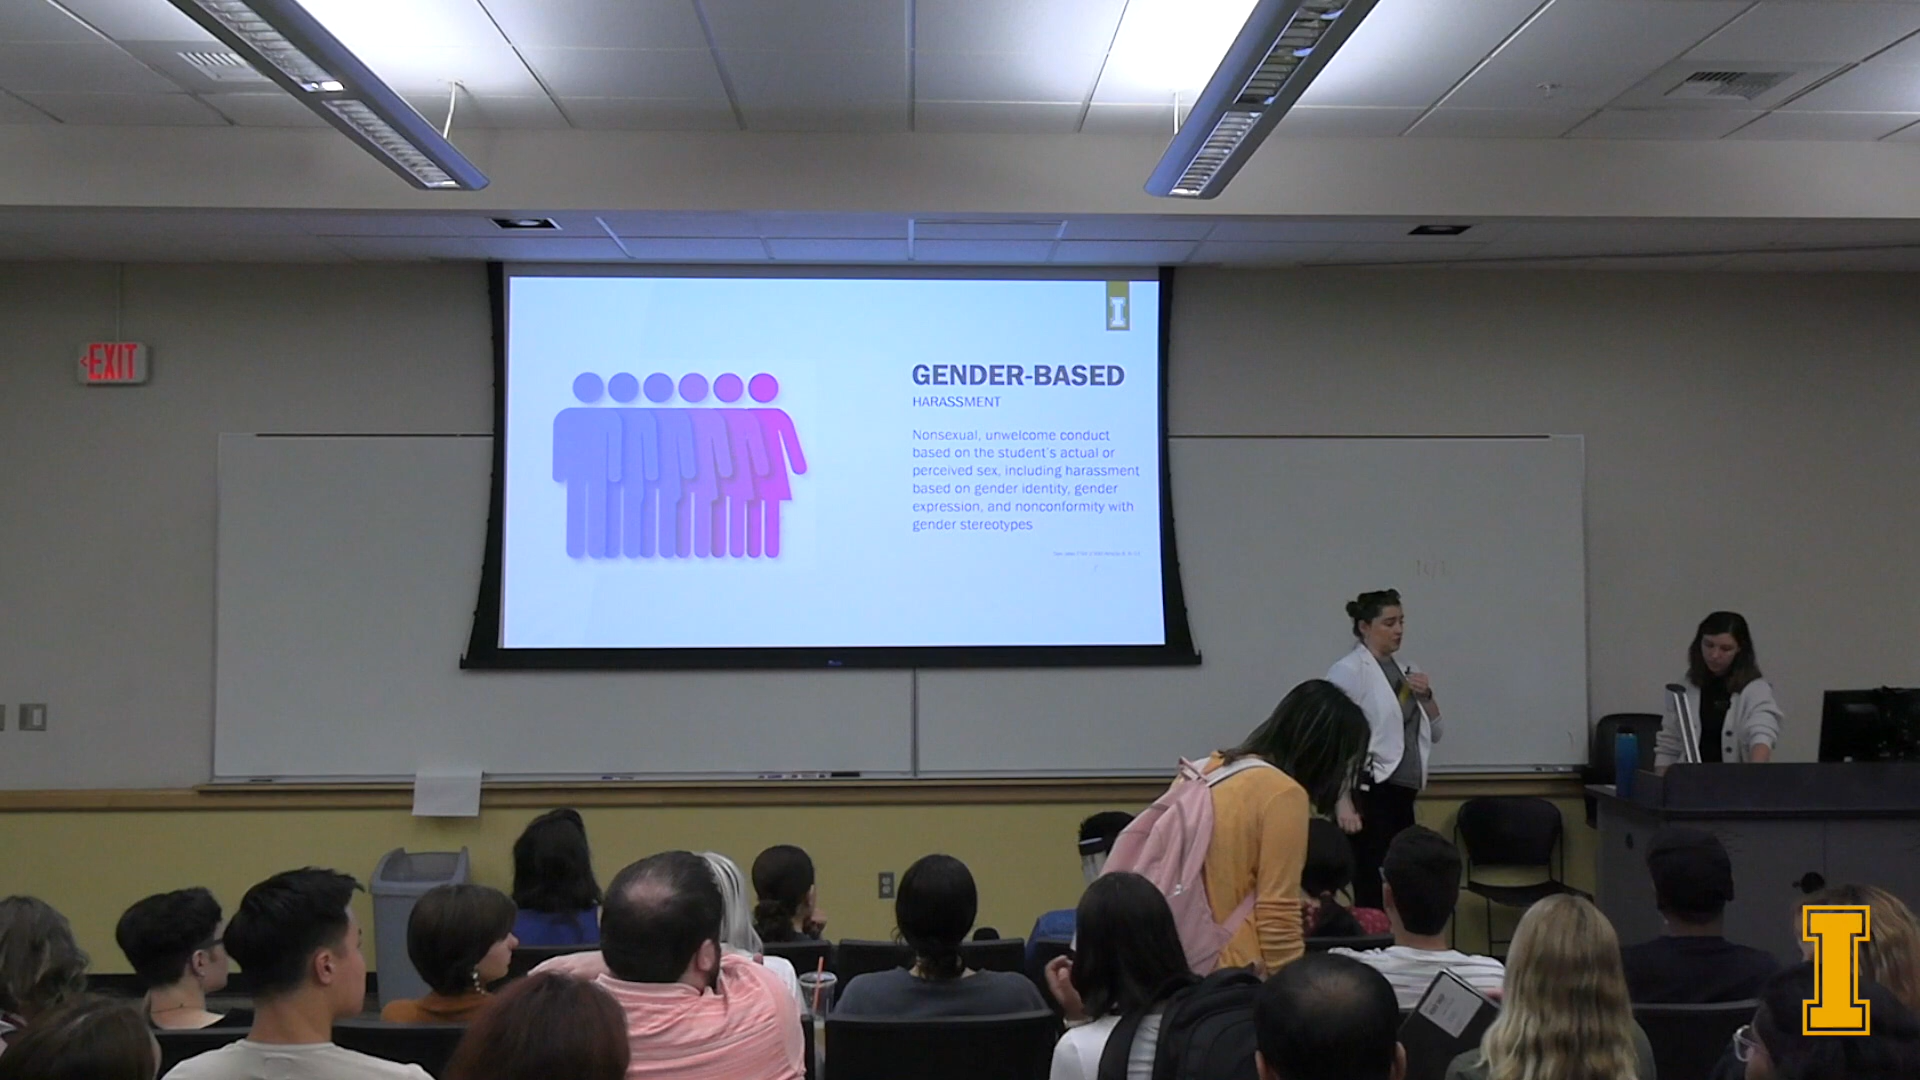 I
GENDER-BASED
HARASSMENT
Nonsexual, unwelcome conduct
based on the student's actual or
perceived sex, including harassment
based on gender identity, gender
expression, and nonconformity with
gender stereotypes
EXIT
I